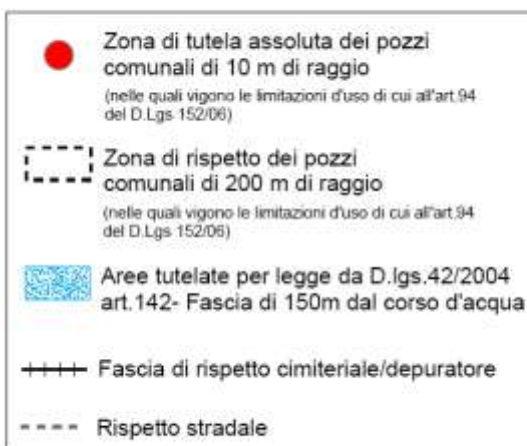 Zona di tutela assoluta dei pozzi
comunali di 10 m di raggio
(nelle quali vigono le limitazioni d'uso di cui all'art.94
del D.Lgs 152/06)
Zona di rispetto dei pozzi
comunali di 200 m di raggio
(nelle quali vigono le limitazioni d'uso di cui all'art.94
del D.Lgs 152/06)
Aree tutelate per legge da D.lgs.42/2004
art.142- Fascia di 150m dal corso d'acqua
Fascia di rispetto cimiteriale/depuratore
Rispetto stradale